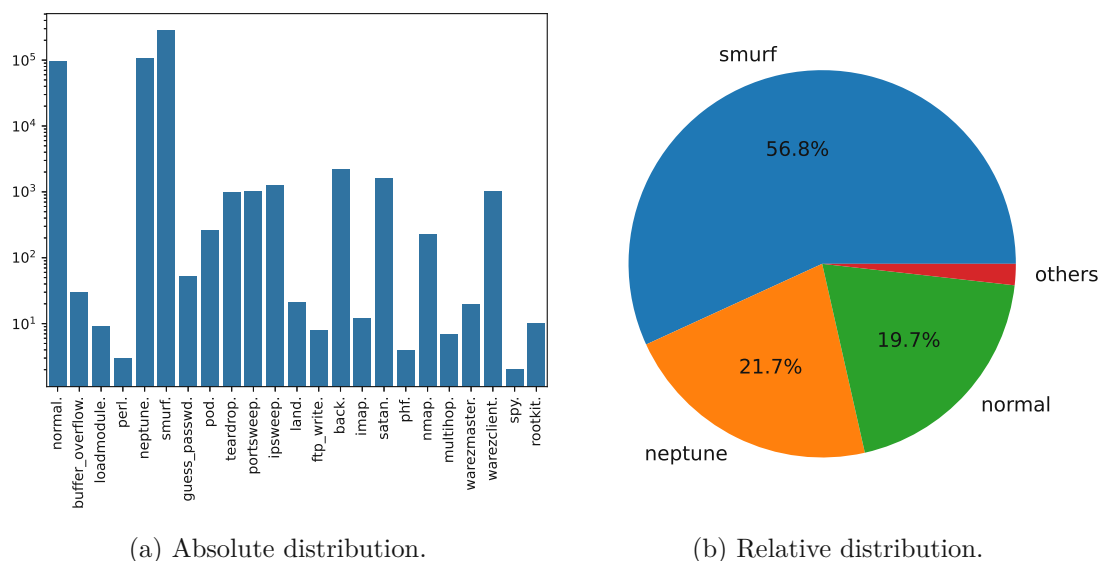 10^5
10^4
10^3
10^2
10^1
normal.
buffer_overflow.
loadmodule.
perl.
neptune.
smurf.
guess_passwd.
pod.
teardrop.
portsweep.
ipsweep.
land.
ftp_write.
back.
imap.
satan.
phf.
nmap.
multihop.
warezmaster.
warezclient.
spy.
rootkit.
(a) Absolute distribution.
smurf
56.8%
others
19.7%
21.7%
normal
neptune
(b) Relative distribution.